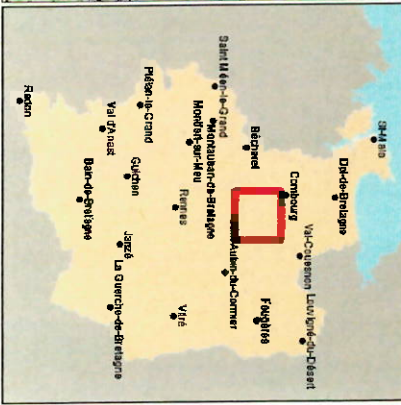 St-Malo
Dol-de-Bretagne
Combourg
Val-Couesnon
Louvigné-du-Désert
Bécherel
Saint Méen-le-Grand
Montauban-de-Bretagne
Montfort-sur-Meu
Saint-Aubin-du-Cormier
Fougères
Rennes
Vitré
Plélan-le-Grand
Val d'Anast
Guichen
Janzé
La Guerche-de-Bretagne
Bain-de-Bretagne
Redon